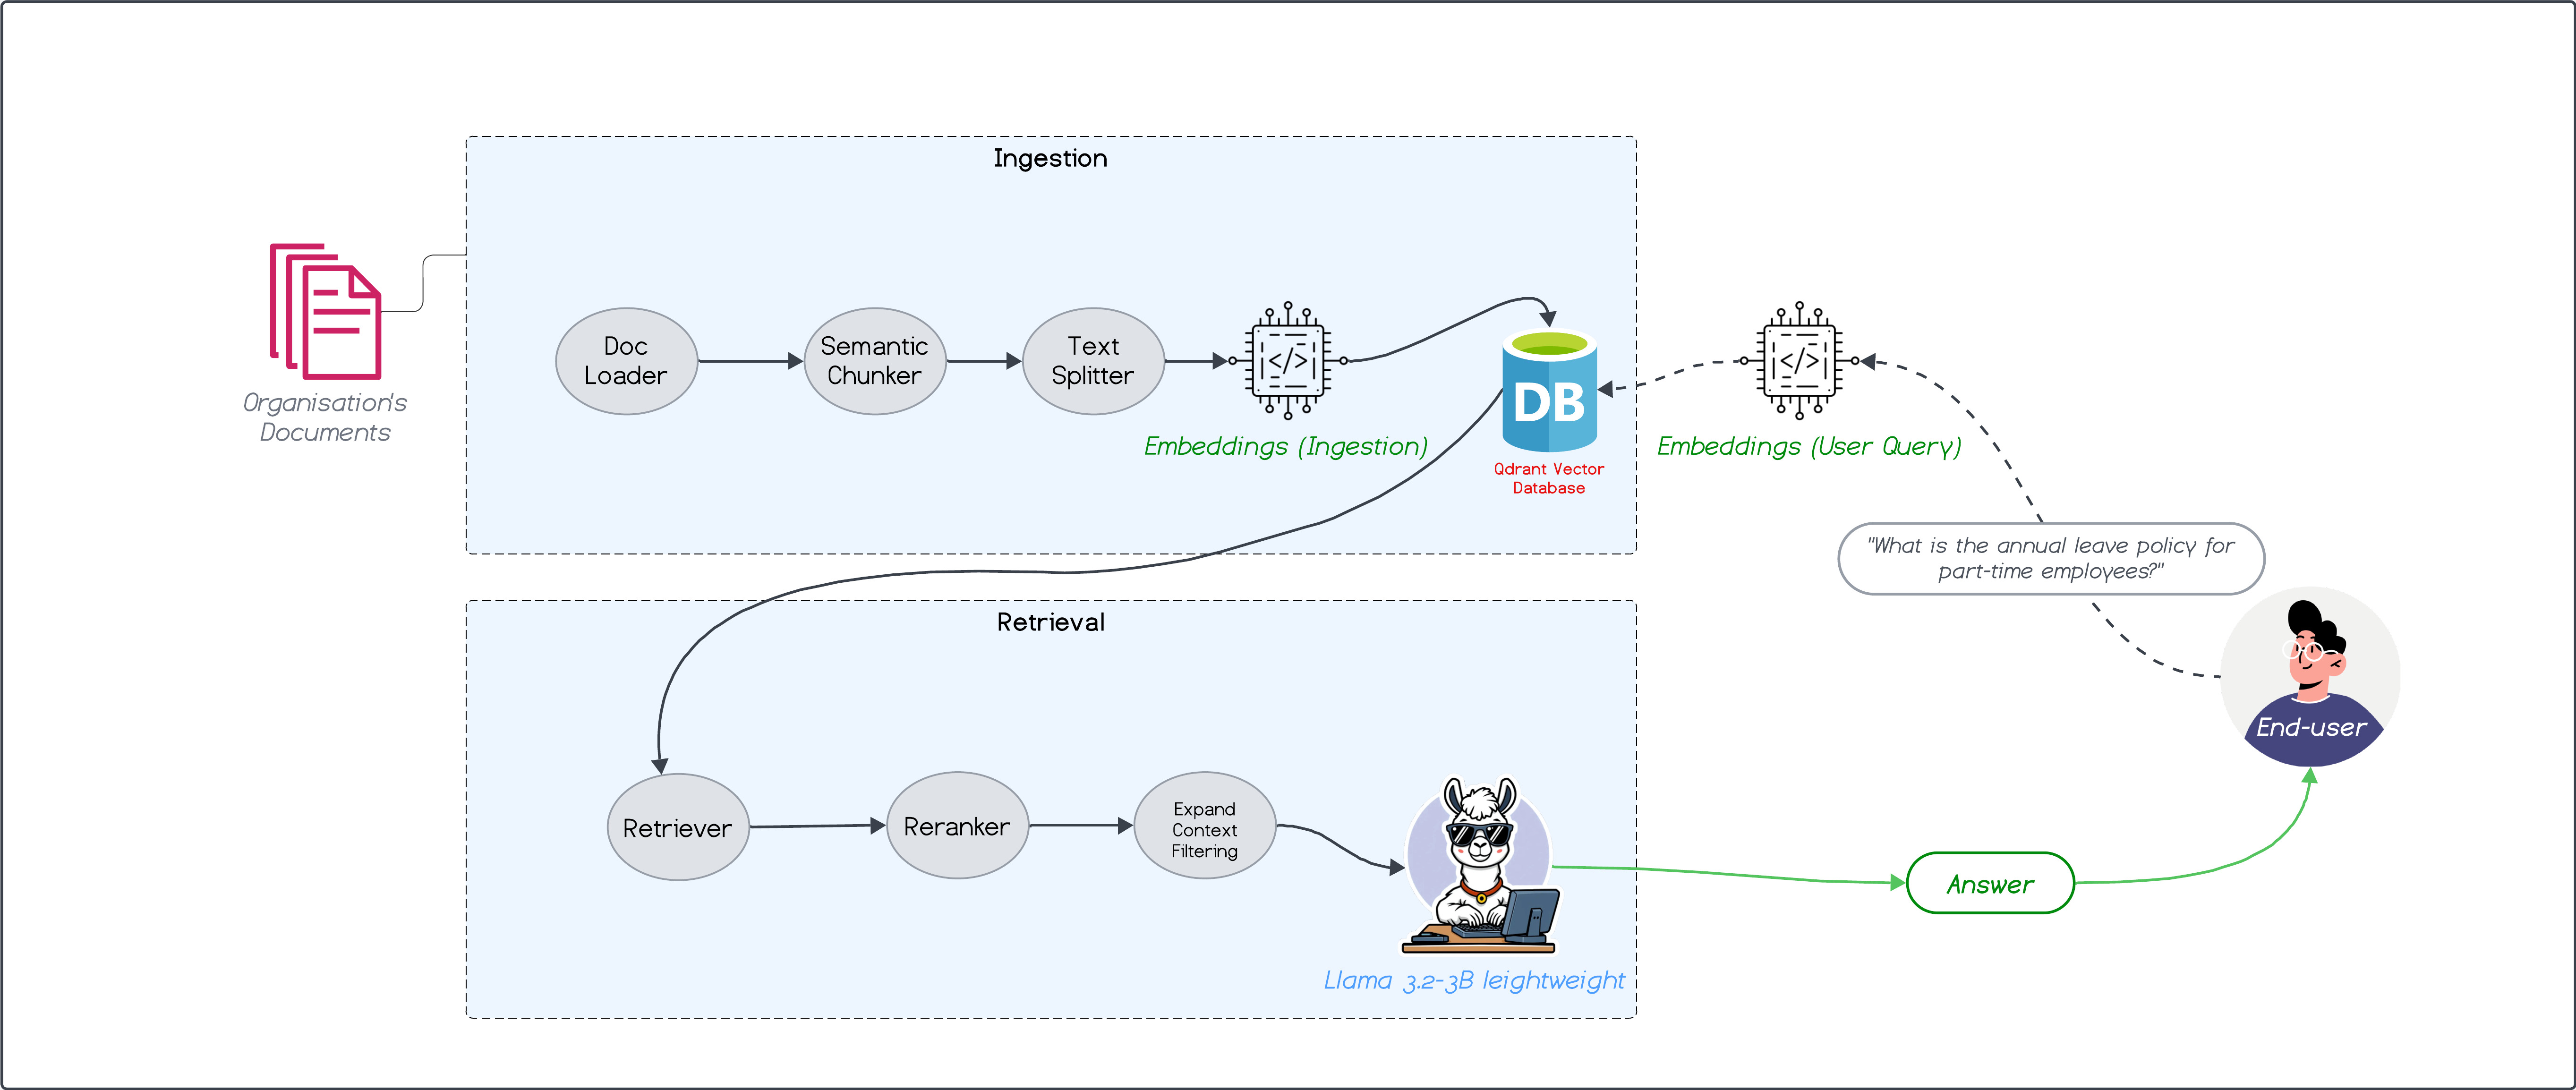 Ingestion
Organisation's
Documents
Doc
Loader
Semantic
Chunker
Text
Splitter
</>
Embeddings (Ingestion)
DB
Qdrant Vector
Database
</>
Embeddings (User Query)
"What is the annual leave policy for
part-time employees?"
End-user
Retrieval
Retriever
Reranker
Expand
Context
Filtering
Llama 3.2-3B leightweight
Answer